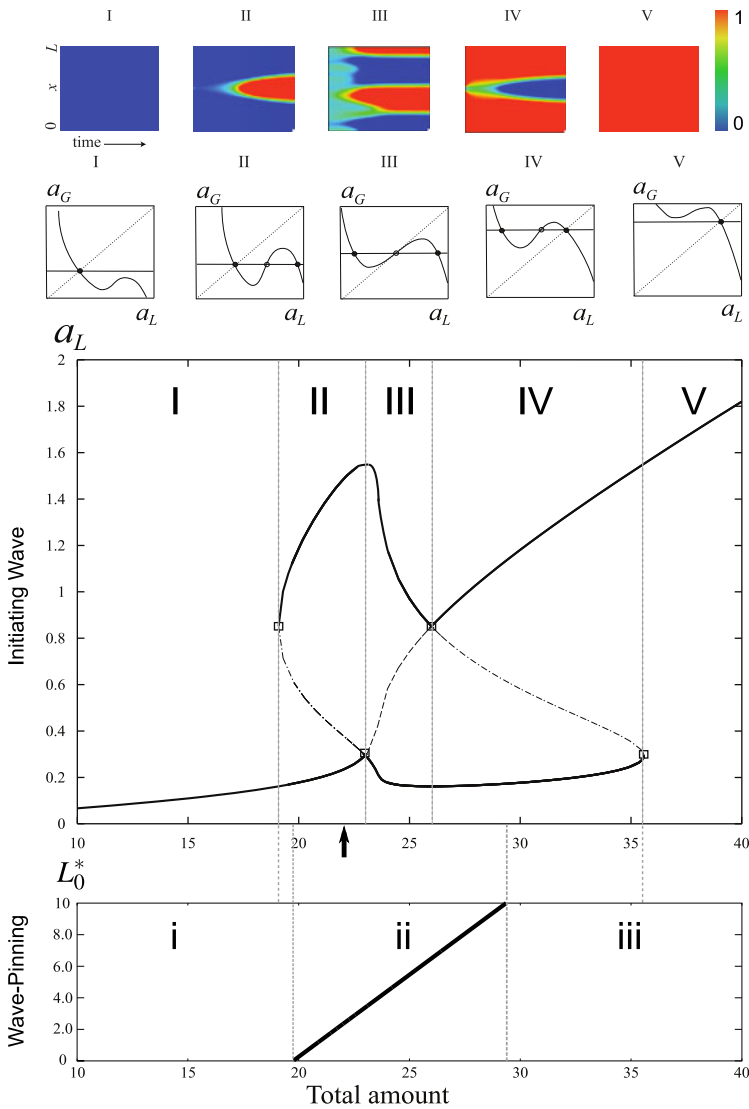 I II III IV V
L x 0
1 0
time
I II III IV V
a_G a_G a_G a_G a_G
a_L a_L a_L a_L a_L
a_L
2
I II III IV V
1.8
1.6
1.4
1.2
1
0.8
0.6
0.4
0.2
0
Initiating Wave
10 15 20 25 30 35 40
L_0^*
10
i ii iii
8.0
6.0
4.0
2.0
0
Wave-Pinning
10 15 20 25 30 35 40
Total amount